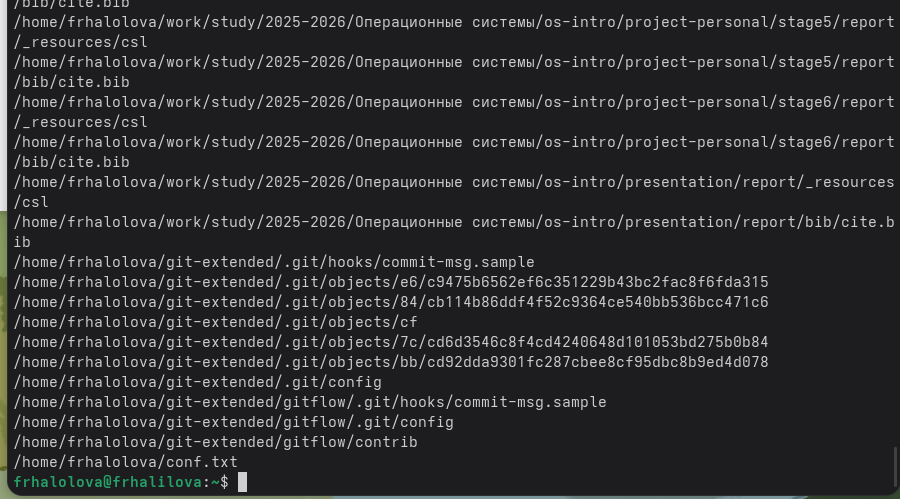 /bib/cite.bib
/home/frhalolova/work/study/2025-2026/Операционные системы/os-intro/project-personal/stage5/report
/_resources/csl
/home/frhalolova/work/study/2025-2026/Операционные системы/os-intro/project-personal/stage5/report
/bib/cite.bib
/home/frhalolova/work/study/2025-2026/Операционные системы/os-intro/project-personal/stage6/report
/_resources/csl
/home/frhalolova/work/study/2025-2026/Операционные системы/os-intro/project-personal/stage6/report
/bib/cite.bib
/home/frhalolova/work/study/2025-2026/Операционные системы/os-intro/presentation/report/_resources
/csl
/home/frhalolova/work/study/2025-2026/Операционные системы/os-intro/presentation/report/bib/cite.b
ib
/home/frhalolova/git-extended/.git/hooks/commit-msg.sample
/home/frhalolova/git-extended/.git/objects/e6/c9475b6562ef6c351229b43bc2fac8f6fda315
/home/frhalolova/git-extended/.git/objects/84/cb114b86ddf4f52c9364ce540bb536bcc471c6
/home/frhalolova/git-extended/.git/objects/cf
/home/frhalolova/git-extended/.git/objects/7c/cd6d3546c8f4cd4240648d101053bd275b0b84
/home/frhalolova/git-extended/.git/objects/bb/cd92dda9301fc287cbee8cf95dbc8b9ed4d078
/home/frhalolova/git-extended/.git/config
/home/frhalolova/git-extended/gitflow/.git/hooks/commit-msg.sample
/home/frhalolova/git-extended/gitflow/.git/config
/home/frhalolova/git-extended/gitflow/contrib
/home/frhalolova/conf.txt
frhalolova@frhalilova:~$